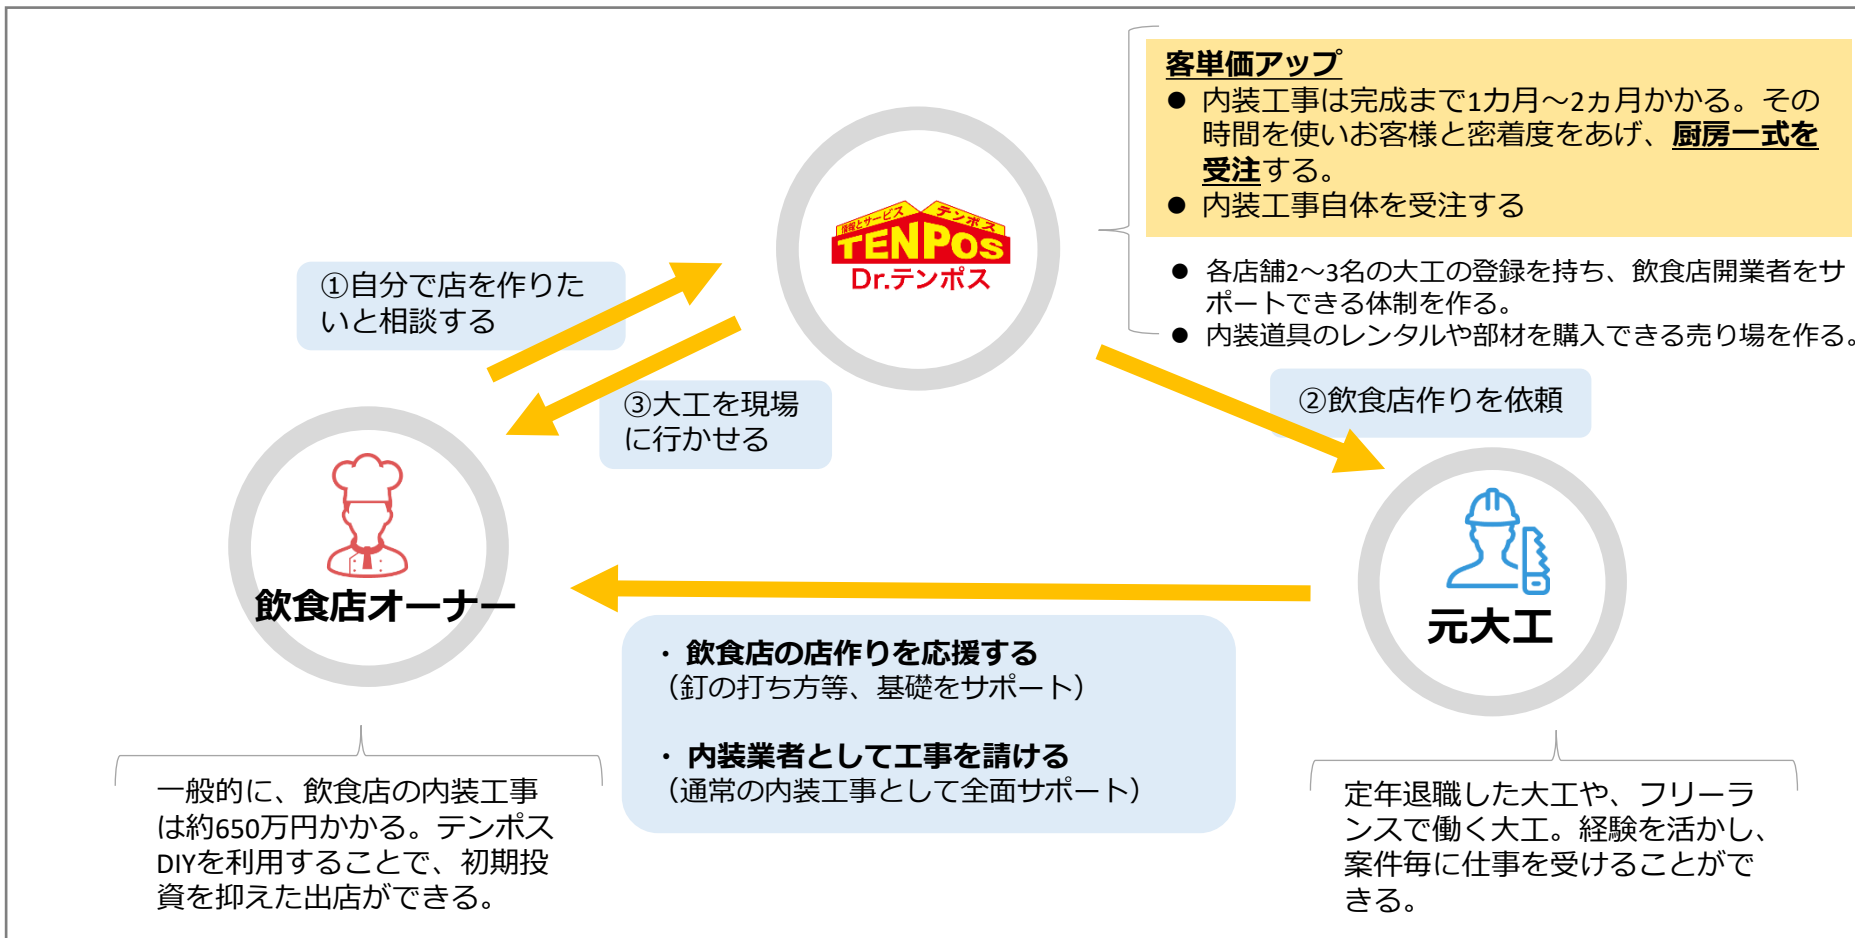 客単価アップ
● 内装工事は完成まで1カ月～2ヵ月かかる。その
時間を使いお客様と密着度をあげ、厨房一式を
受注する。
● 内装工事自体を受注する
● 各店舗2～3名の大工の登録を持ち、飲食店開業者をサ
ポートできる体制を作る。
● 内装道具のレンタルや部材を購入できる売り場を作る。
情報とサービス
テンポス
TENPOS
Dr.テンポス
①自分で店を作りた
いと相談する
③大工を現場
に行かせる
②飲食店作りを依頼
飲食店オーナー
元大工
・ 飲食店の店作りを応援する
（釘の打ち方等、基礎をサポート）
・ 内装業者として工事を請ける
（通常の内装工事として全面サポート）
一般的に、飲食店の内装工事
は約650万円かかる。テンポス
DIYを利用することで、初期投
資を抑えた出店ができる。
定年退職した大工や、フリーラ
ンスで働く大工。経験を活かし、
案件毎に仕事を受けることがで
きる。